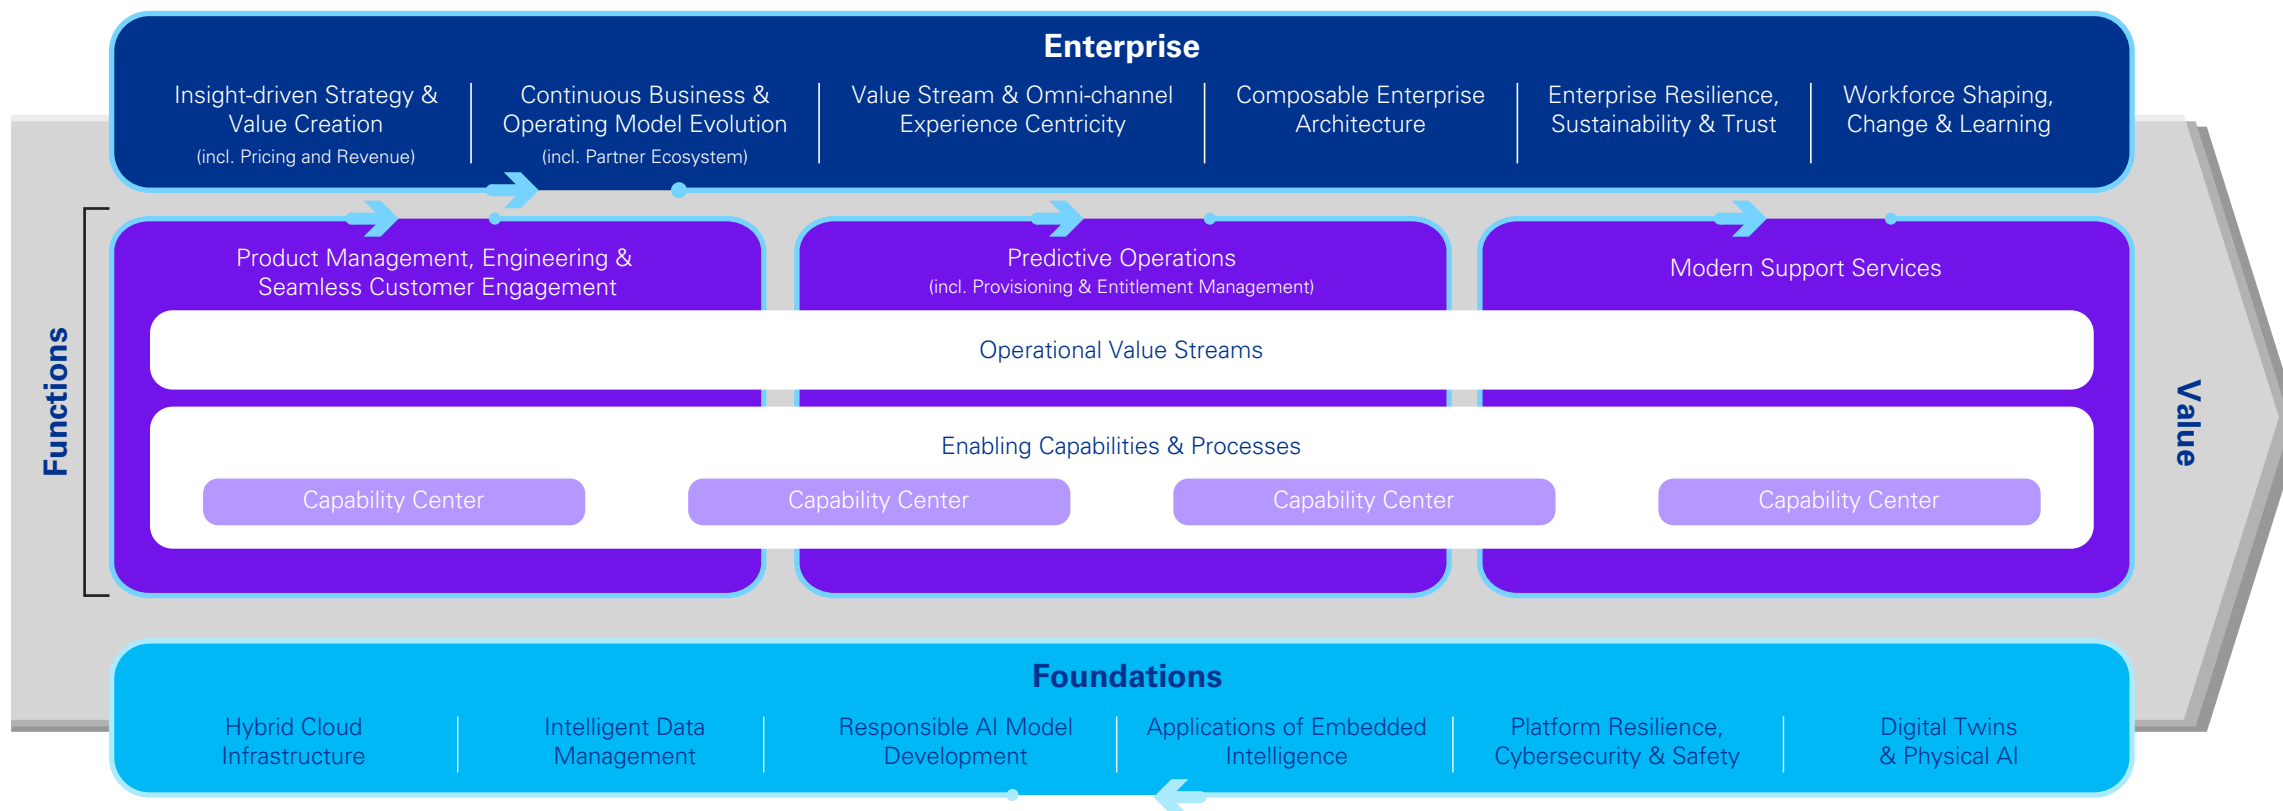 Enterprise
Insight-driven Strategy &
Value Creation
(incl. Pricing and Revenue)
Continuous Business &
Operating Model Evolution
(incl. Partner Ecosystem)
Value Stream & Omni-channel
Experience Centricity
Composable Enterprise
Architecture
Enterprise Resilience,
Sustainability & Trust
Workforce Shaping,
Change & Learning
Functions
Product Management, Engineering &
Seamless Customer Engagement
Predictive Operations
(incl. Provisioning & Entitlement Management)
Modern Support Services
Operational Value Streams
Enabling Capabilities & Processes
Capability Center
Capability Center
Capability Center
Capability Center
Value
Foundations
Hybrid Cloud
Infrastructure
Intelligent Data
Management
Responsible AI Model
Development
Applications of Embedded
Intelligence
Platform Resilience,
Cybersecurity & Safety
Digital Twins
& Physical AI